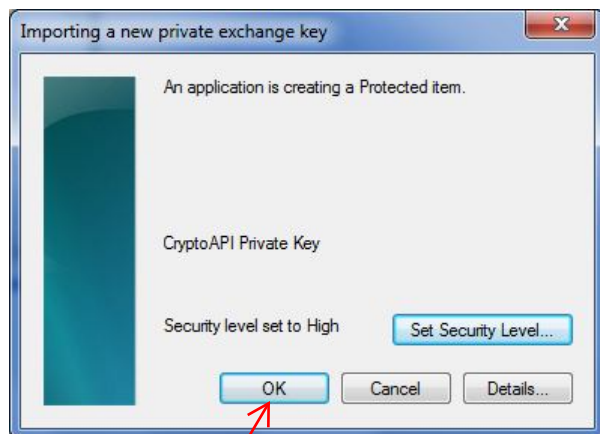 Importing a new private exchange key
An application is creating a Protected item.
CryptoAPI Private Key
Security level set to High
Set Security Level...
OK
Cancel
Details...